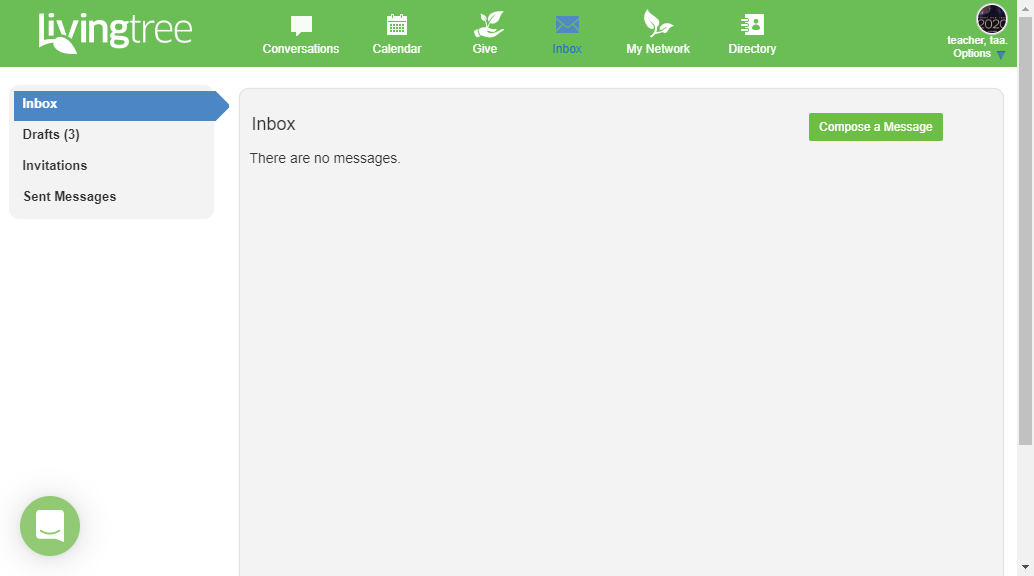 livingtree
Conversations
Calendar
Give
Inbox
My Network
Directory
2020
teacher, faa.
Options
Inbox
Drafts (3)
Invitations
Sent Messages
Inbox
Compose a Message
There are no messages.